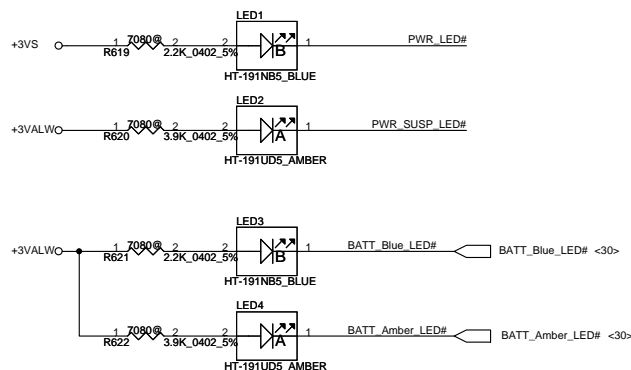 LED1
+3VS 1 7080@ 2 2 1 PWR_LED#
R619 2.2K_0402_5% B
HT-191NB5_BLUE
LED2
+3VALW 1 7080@ 2 2 1 PWR_SUSP_LED#
R620 3.9K_0402_5% A
HT-191UD5_AMBER
LED3
+3VALW 1 7080@ 2 2 1 BATT_Blue_LED# BATT_Blue_LED# <30>
R621 2.2K_0402_5% B
HT-191NB5_BLUE
LED4
1 7080@ 2 2 1 BATT_Amber_LED# BATT_Amber_LED# <30>
R622 3.9K_0402_5% A
HT-191UD5_AMBER